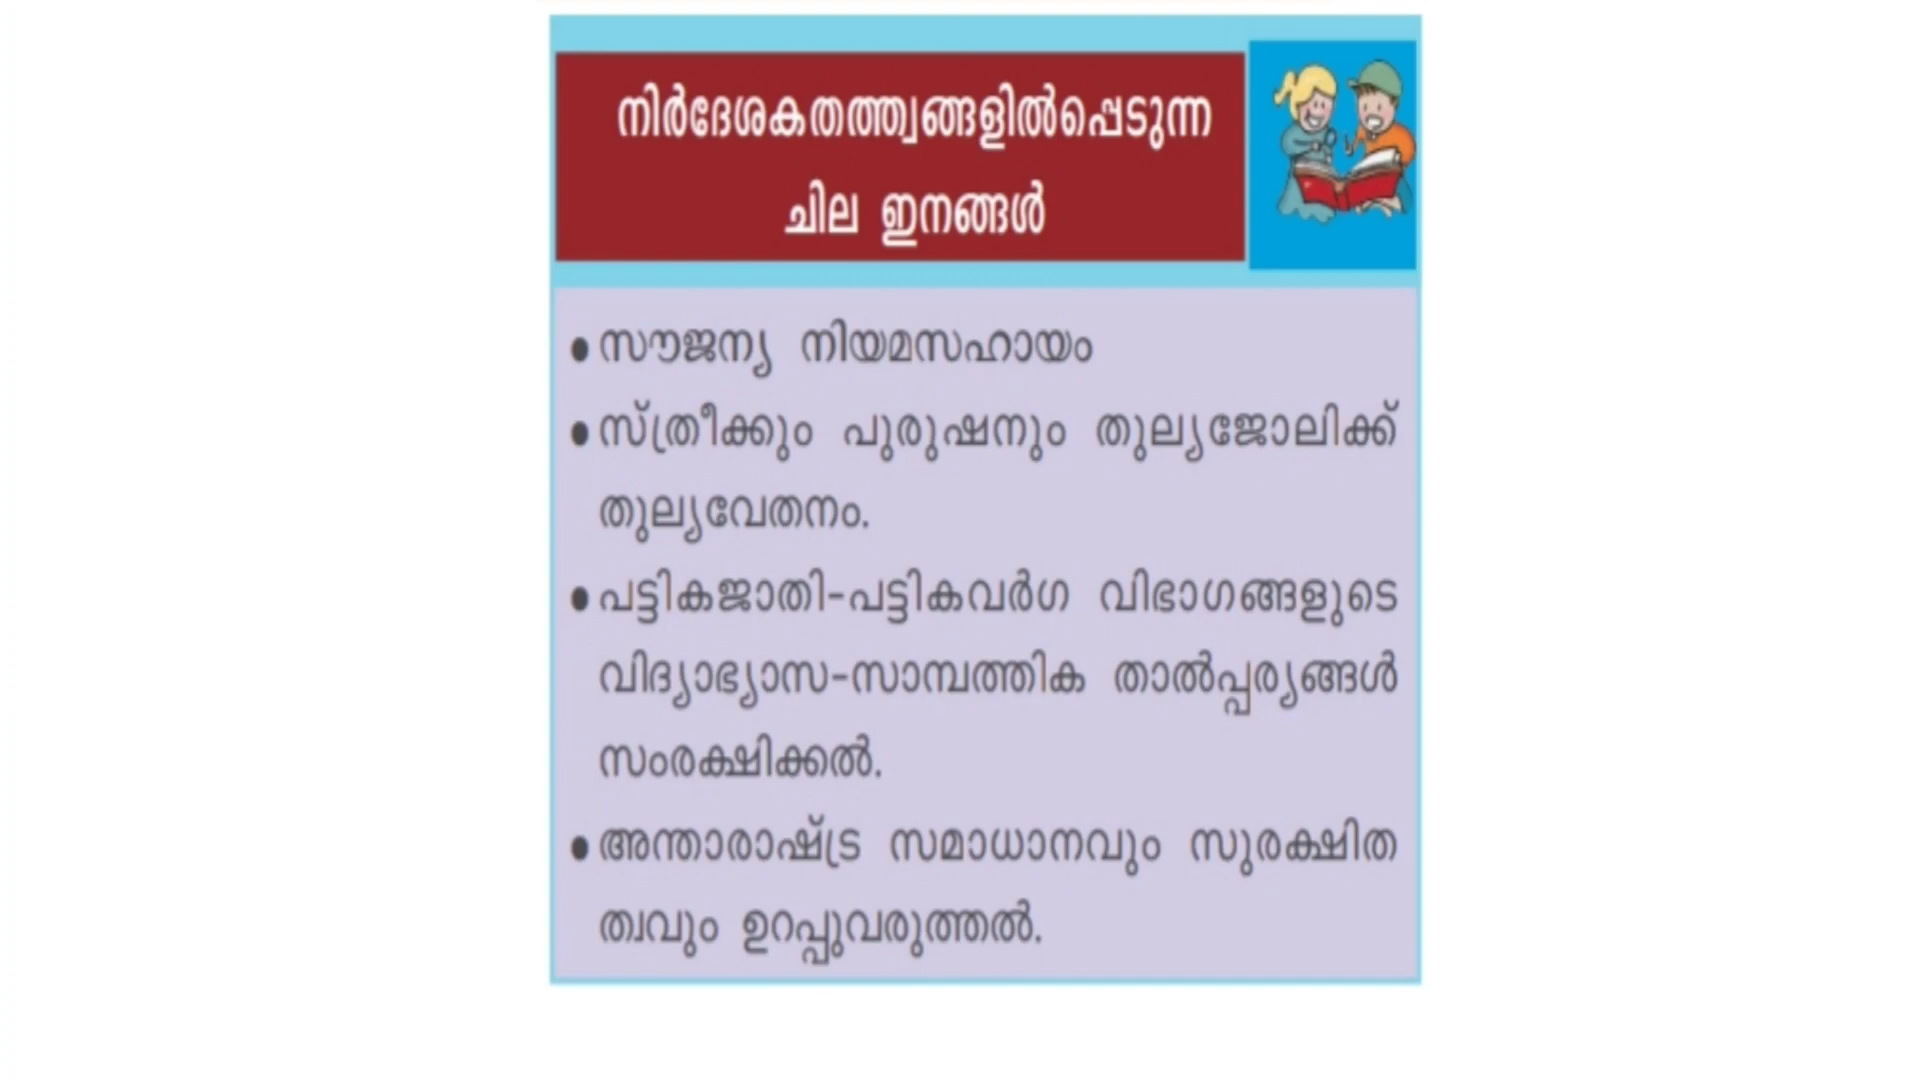 നിർദേശകതത്ത്വങ്ങളിൽപ്പെടുന്ന
ചില ഇനങ്ങൾ
• സൗജന്യ നിയമസഹായം
• സ്ത്രീക്കും പുരുഷനും തുല്യജോലിക്ക്
തുല്യവേതനം.
• പട്ടികജാതി-പട്ടികവർഗ വിഭാഗങ്ങളുടെ
വിദ്യാഭ്യാസ-സാമ്പത്തിക താൽപ്പര്യങ്ങൾ
സംരക്ഷിക്കൽ.
• അന്താരാഷ്ട്ര സമാധാനവും സുരക്ഷിത
ത്വവും ഉറപ്പുവരുത്തൽ.